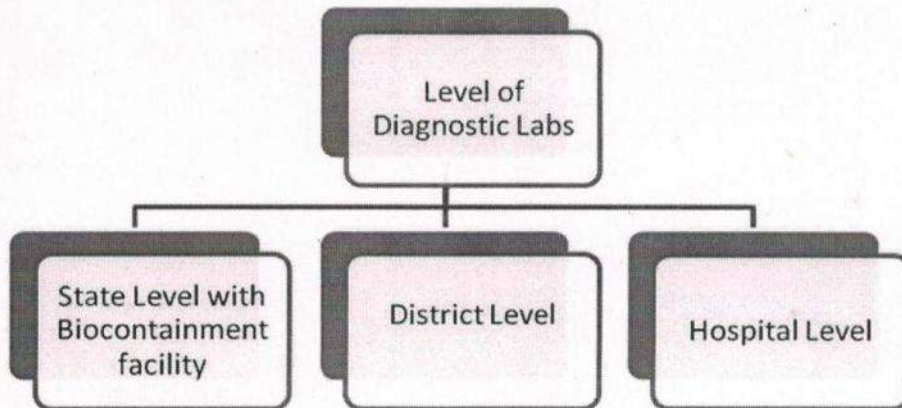 Level of
Diagnostic Labs
State Level with
Biocontainment
facility
District Level
Hospital Level